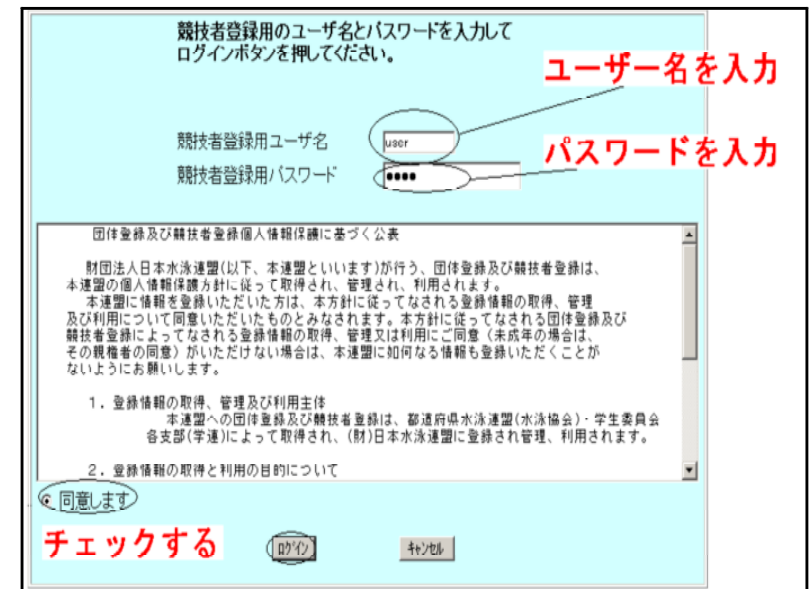 競技者登録用のユーザ名とパスワードを入力して
ログインボタンを押してください。
ユーザー名を入力
競技者登録用ユーザ名
user
パスワードを入力
競技者登録用パスワード
●●●●
団体登録及び競技者登録個人情報保護に基づく公表
財団法人日本水泳連盟(以下、本連盟といいます)が行う、団体登録及び競技者登録は、
本連盟の個人情報保護方針に従って取得され、管理され、利用されます。
本連盟に情報を登録いただいた方は、本方針に従ってなされる登録情報の取得、管理
及び利用について同意いただいたものとみなされます。本方針に従ってなされる団体登録及び
競技者登録によってなされる登録情報の取得、管理又は利用にご同意(未成年の場合は、
その親権者の同意)がいただけない場合は、本連盟に如何なる情報も登録いただくことが
ないようにお願いします。
1．登録情報の取得、管理及び利用主体
本連盟への団体登録及び競技者登録は、都道府県水泳連盟(水泳協会)・学生委員会
各支部(学連)によって取得され、(財)日本水泳連盟に登録され管理、利用されます。
2．登録情報の取得と利用の目的について
同意します
チェックする
ログイン
キャンセル